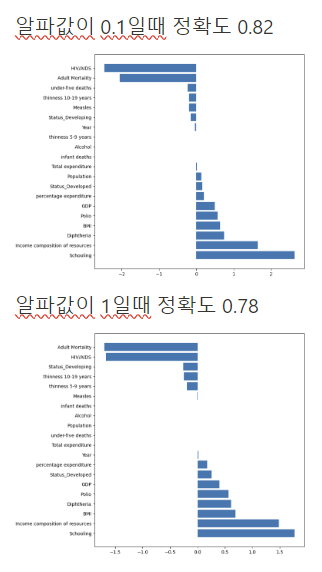 알파값이 0.1일때 정확도 0.82
HIV/AIDS
Adult Mortality
under-five deaths
thinness 10-19 years
Measles
Status_Developing
Year
thinness 5-9 years
Alcohol
infant deaths
Total expenditure
Population
Status_Developed
percentage expenditure
GDP
Polio
BMI
Diphtheria
Income composition of resources
Schooling
−2 −1 0 1 2
알파값이 1일때 정확도 0.78
Adult Mortality
HIV/AIDS
Status_Developing
thinness 10-19 years
thinness 5-9 years
Measles
infant deaths
Alcohol
Population
under-five deaths
Total expenditure
Year
percentage expenditure
Status_Developed
GDP
Polio
Diphtheria
BMI
Income composition of resources
Schooling
−1.5 −1.0 −0.5 0.0 0.5 1.0 1.5